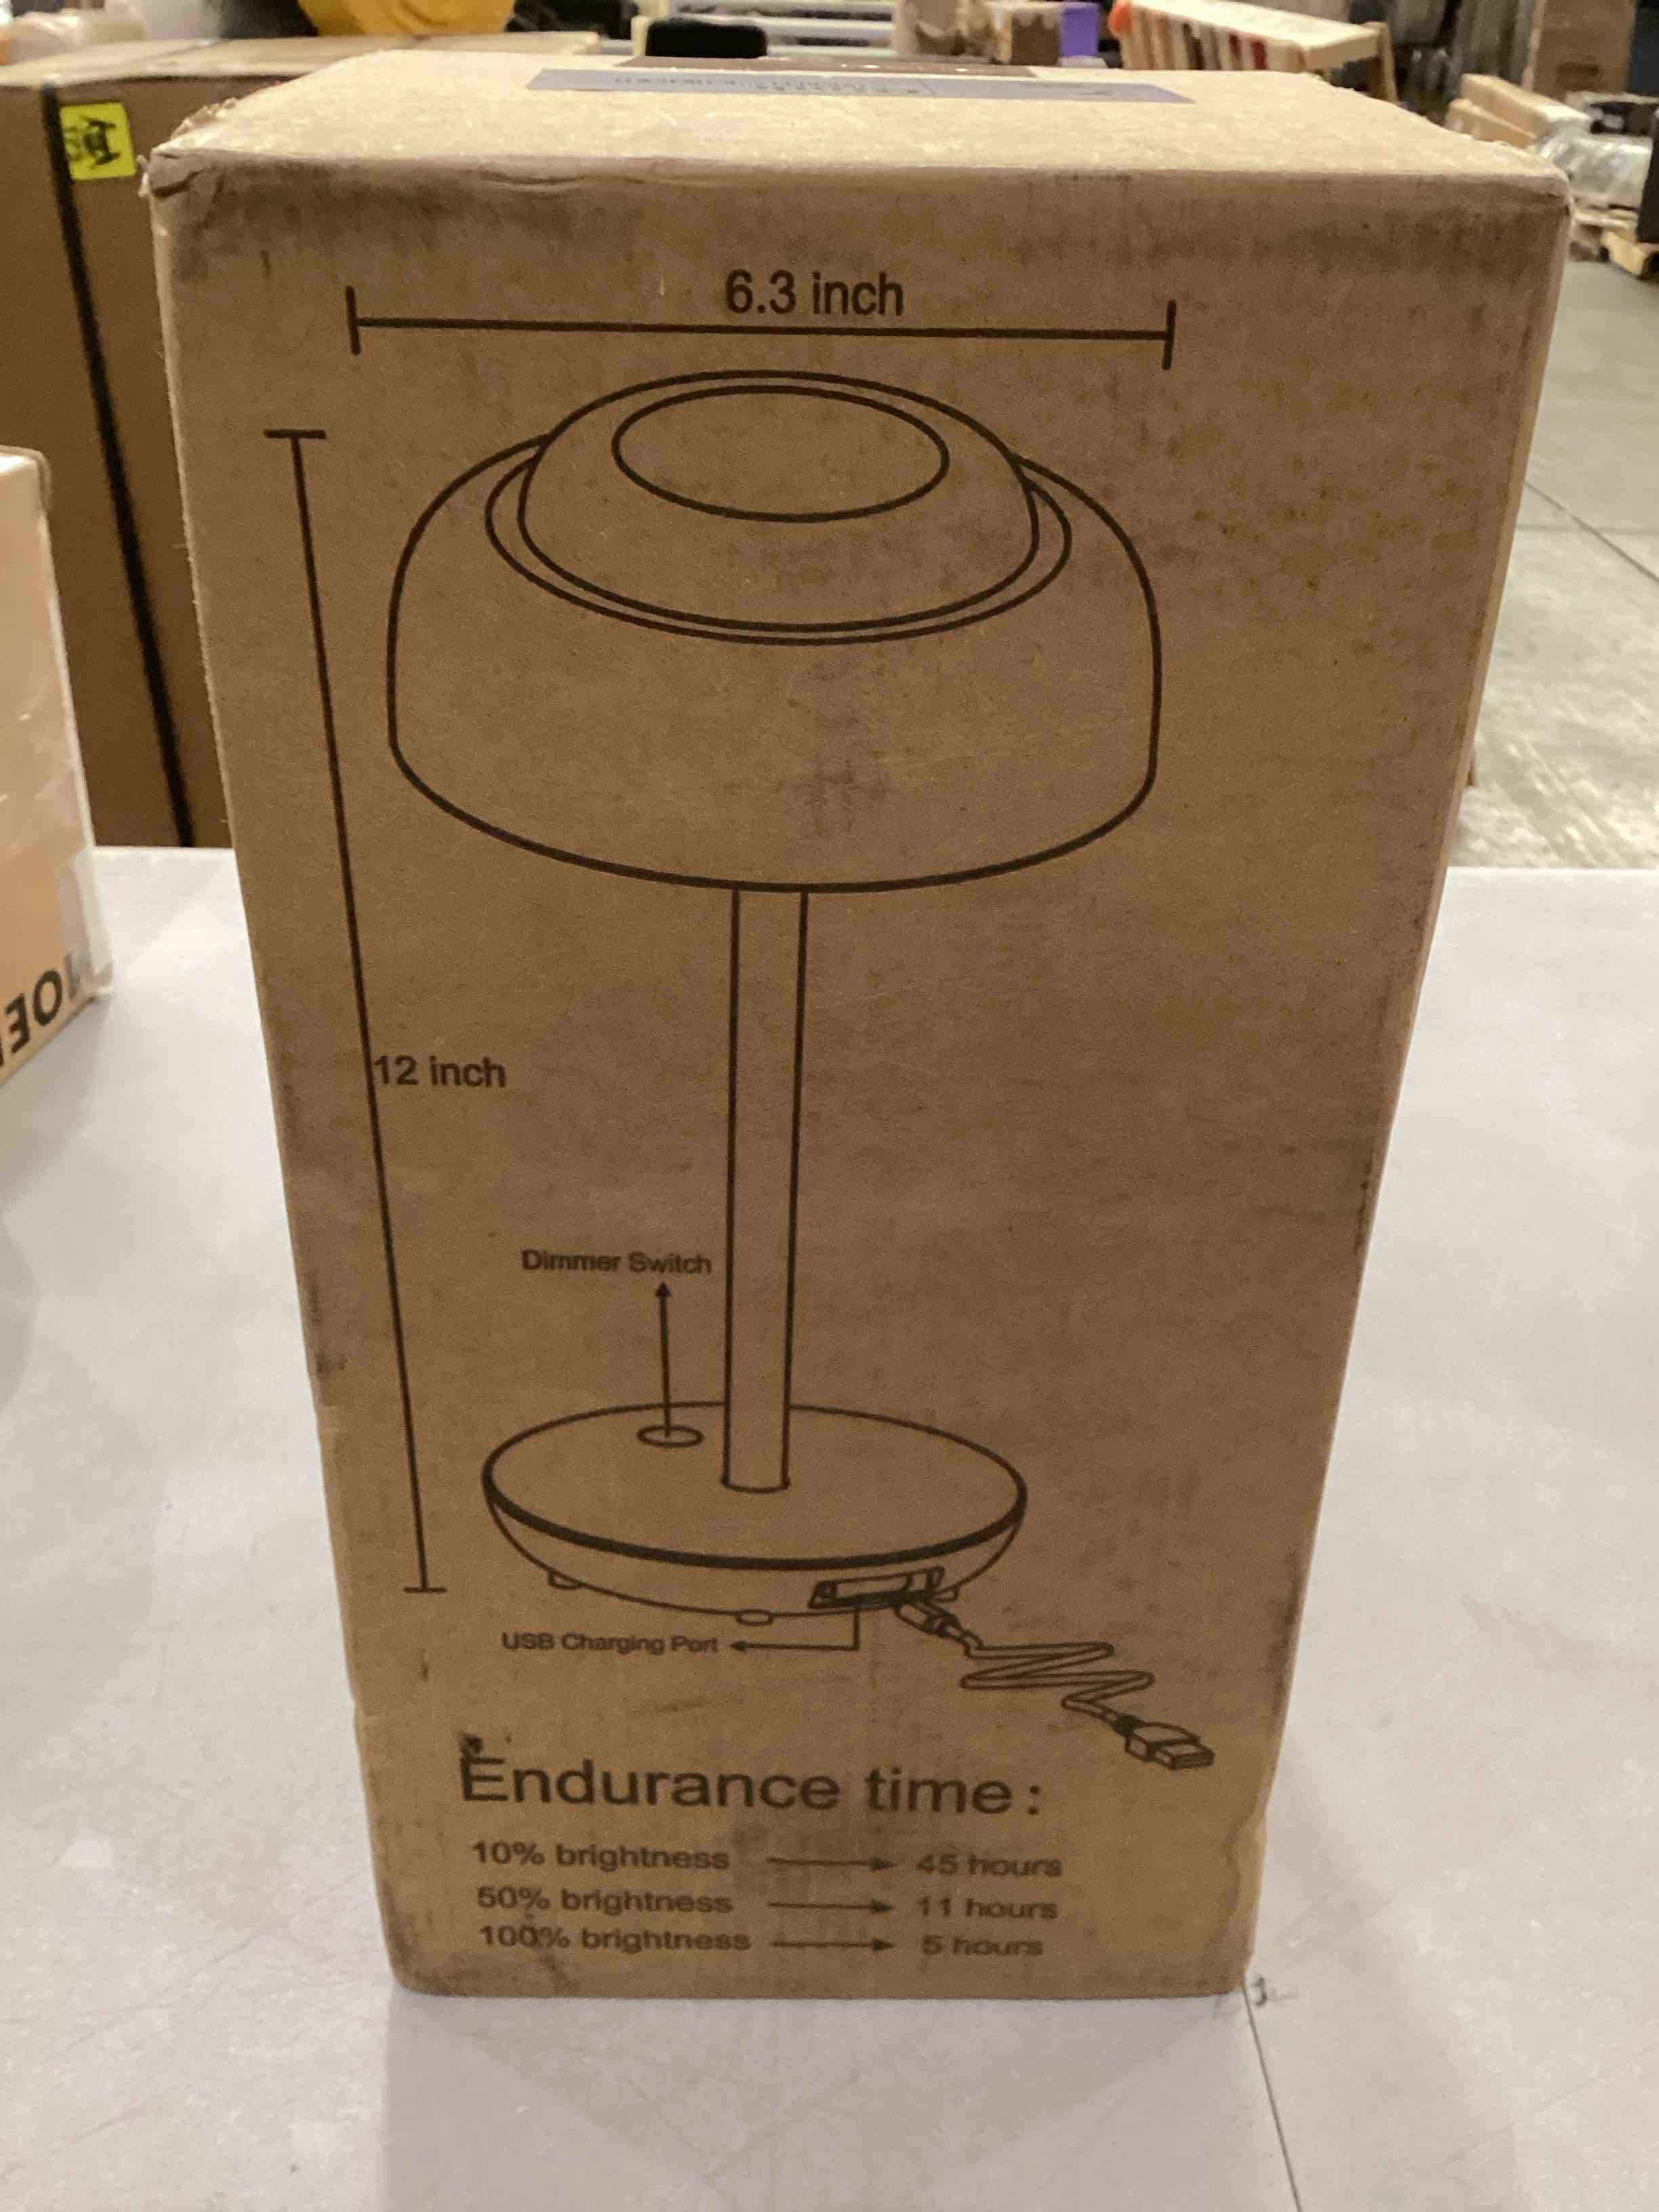 6.3 inch
12 inch
Dimmer Switch
USB Charging Port
Endurance time:
10% brightness 45 hours
50% brightness 11 hours
100% brightness 5 hours